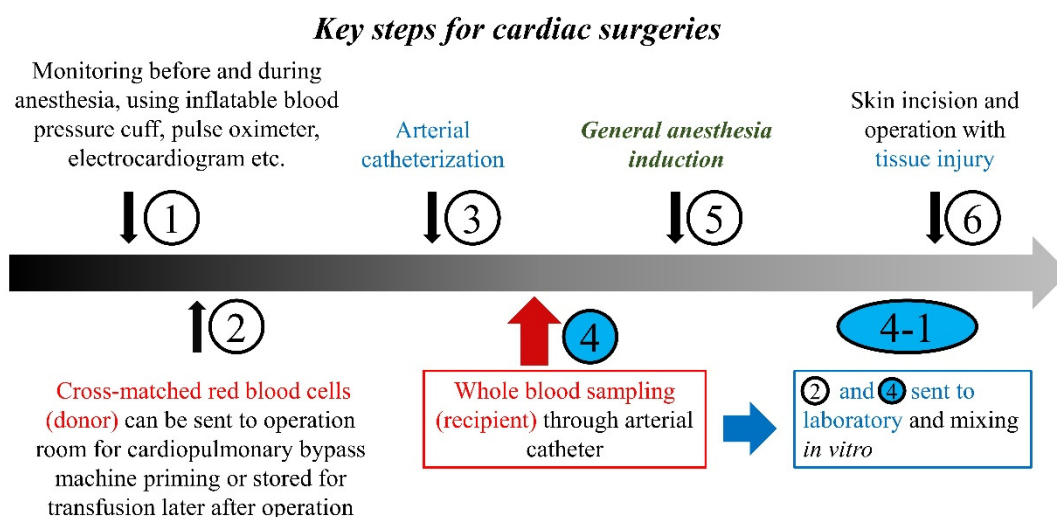 Key steps for cardiac surgeries
Monitoring before and during
anesthesia, using inflatable blood
pressure cuff, pulse oximeter,
electrocardiogram etc.
1
Arterial
catheterization
3
General anesthesia
induction
5
Skin incision and
operation with
tissue injury
6
2
Cross-matched red blood cells
(donor) can be sent to operation
room for cardiopulmonary bypass
machine priming or stored for
transfusion later after operation
4
Whole blood sampling
(recipient) through arterial
catheter
4-1
2 and 4 sent to
laboratory and mixing
in vitro